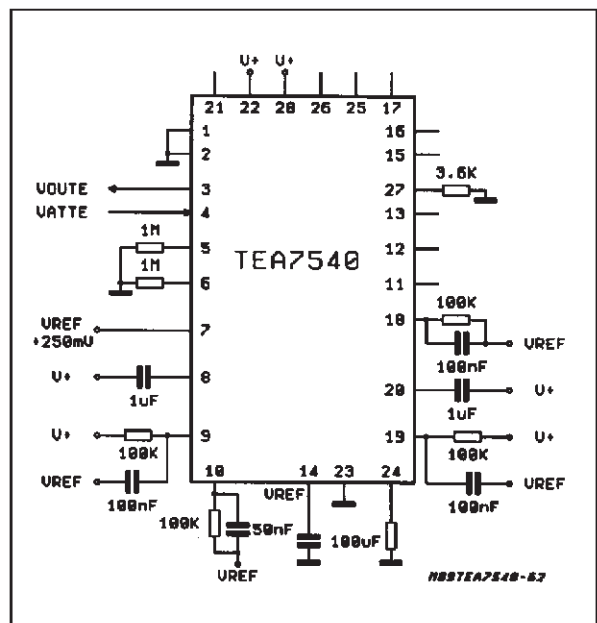 V+ V+
21 22 28 26 25 17
1 16
2 15
3.6K
VOUTE 3 27
VATTE 4 13
1M
5 12
TEA7540
1M
6 11
100K
18
VREF 7 VREF
+250mV 100nF
V+ 8 20 V+
1uF 1uF
V+ 9 19 V+
100K 100K
10 14 23 24
VREF VREF VREF
100nF 100nF
100K 50nF 100uF
VREF
M89TEA7540-62